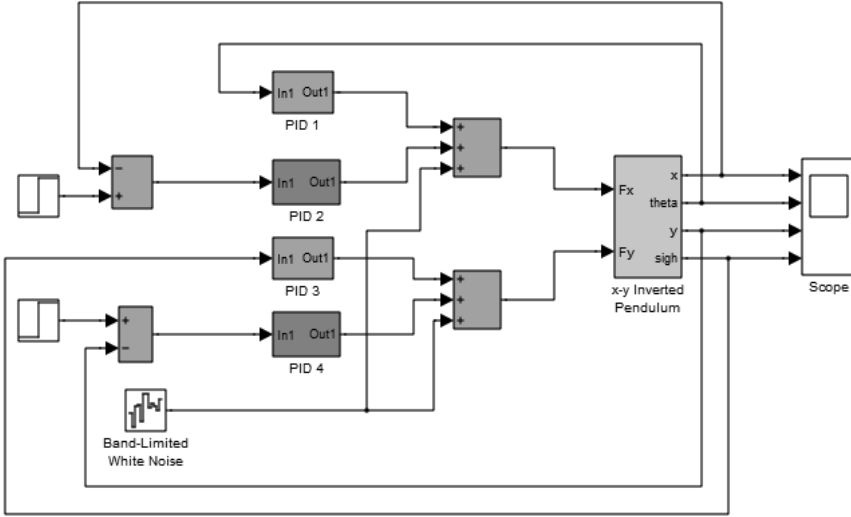 In1 Out1
PID 1
+
+
+
−
+
In1 Out1
PID 2
Fx
Fy
x
theta
y
sigh
x-y Inverted
Pendulum
Scope
In1 Out1
PID 3
+
+
+
+
−
In1 Out1
PID 4
Band-Limited
White Noise